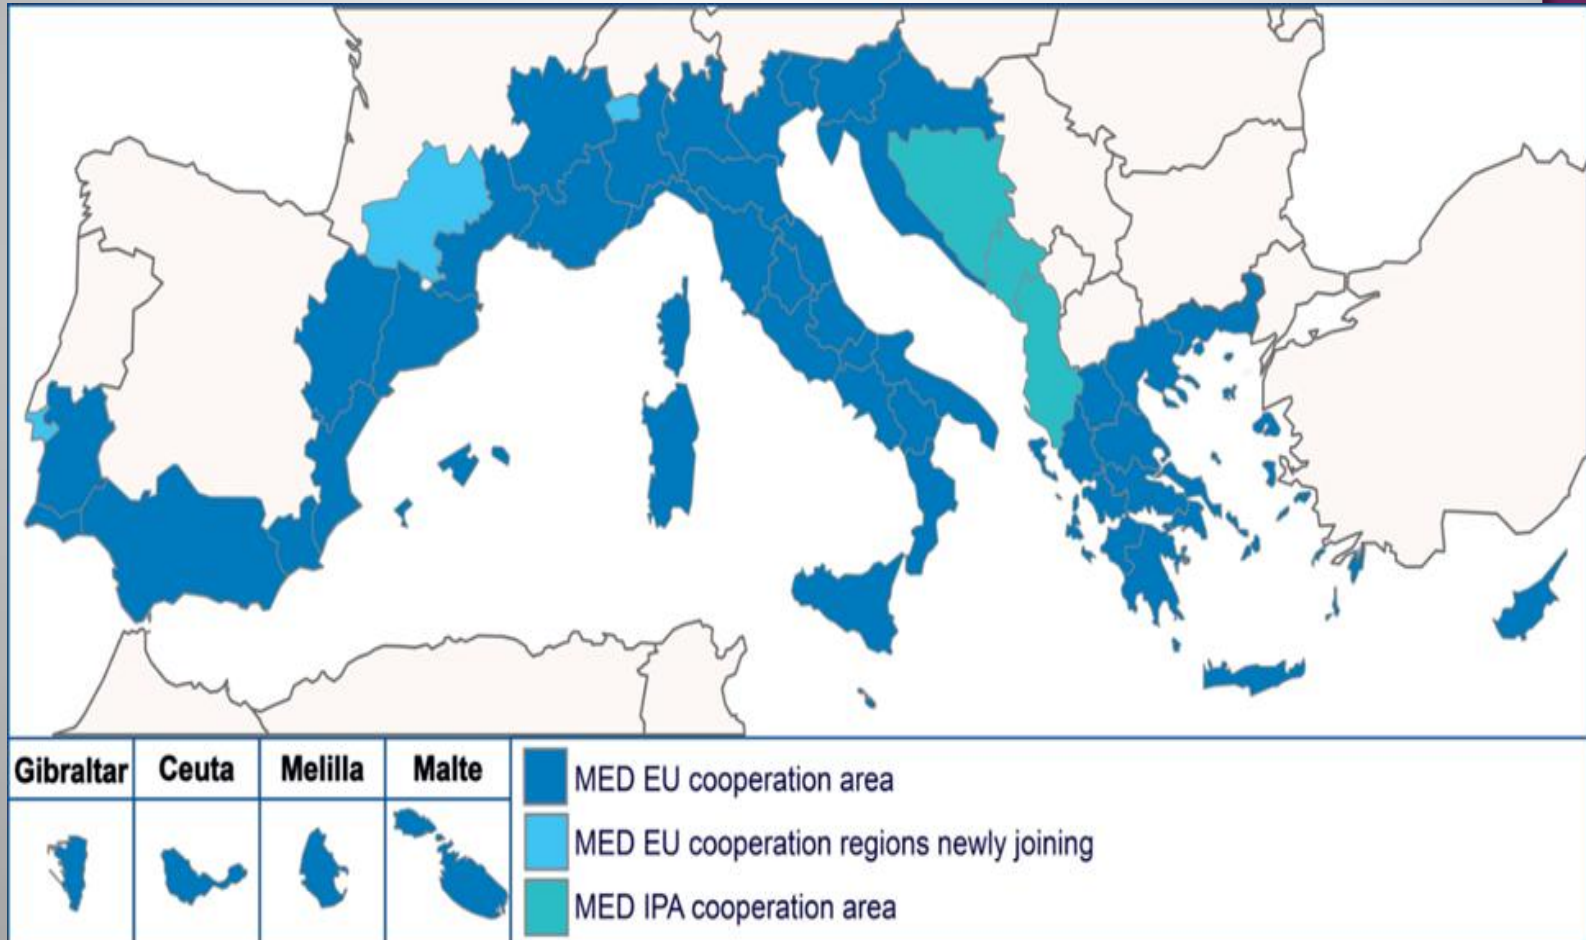 Gibraltar
Ceuta
Melilla
Malte
MED EU cooperation area
MED EU cooperation regions newly joining
MED IPA cooperation area